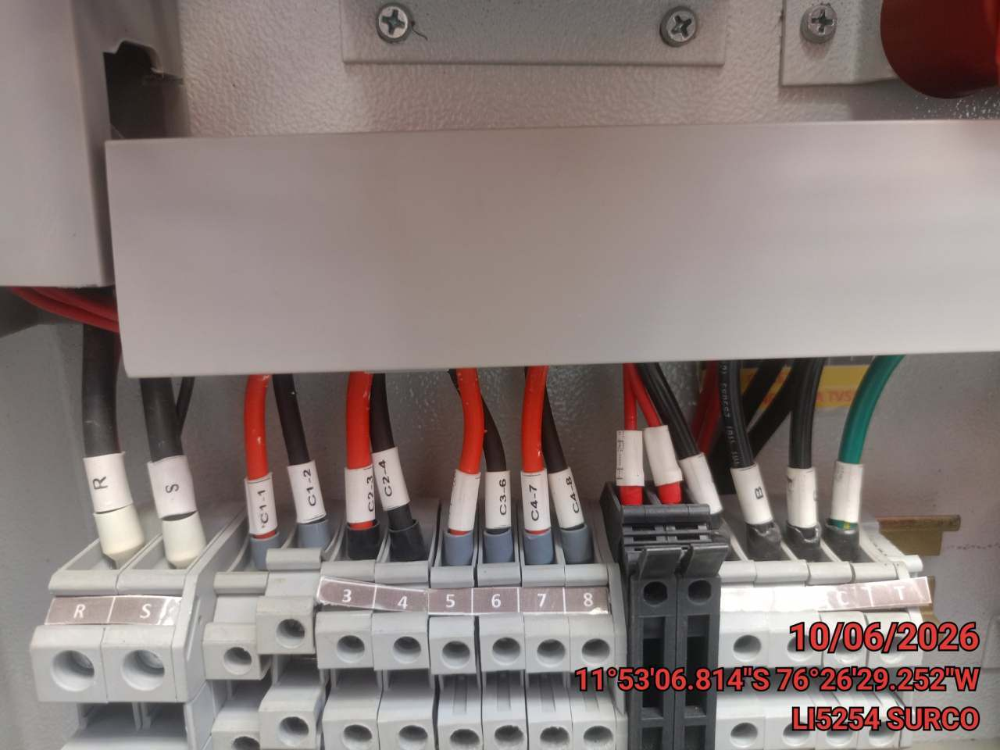 A TVS
R
S
C1-1
C1-2
C2-3
C2-4
C3-6
C4-7
C4-8
B
R
S
3
4
5
6
7
8
C
T
10/06/2026
11°53'06.814"S 76°26'29.252"W
LI5254 SURCO